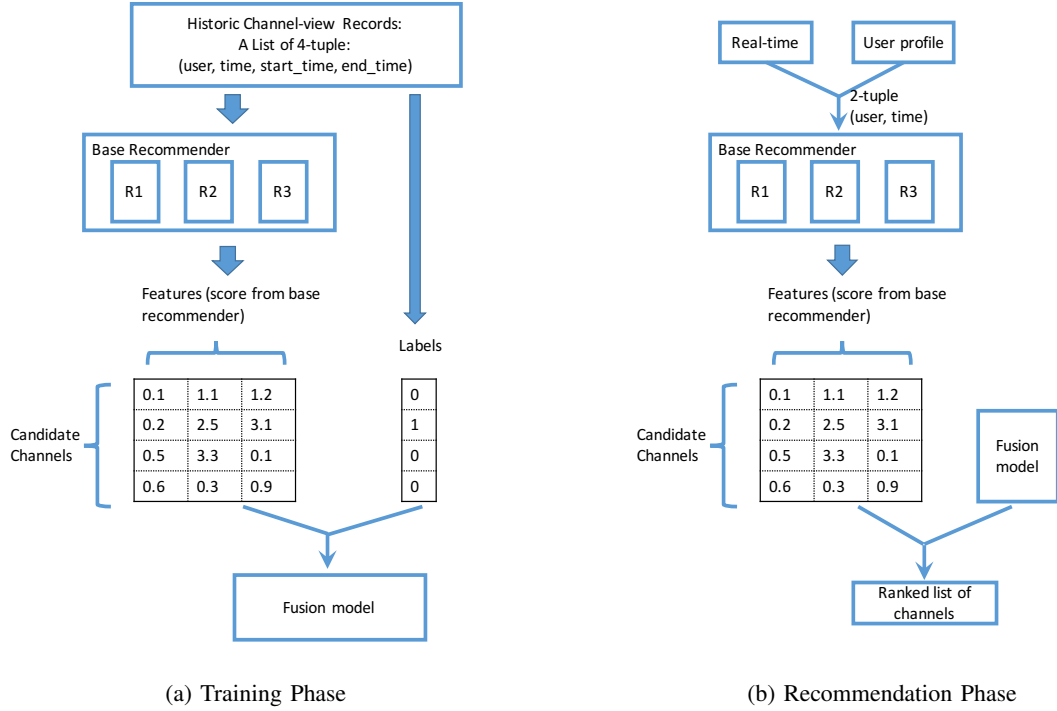 Historic Channel-view Records:
A List of 4-tuple:
(user, time, start_time, end_time)
Base Recommender
R1 R2 R3
Features (score from base
recommender)
Labels
Candidate
Channels
0.1 1.1 1.2 0
0.2 2.5 3.1 1
0.5 3.3 0.1 0
0.6 0.3 0.9 0
Fusion model
(a) Training Phase
Real-time
User profile
2-tuple
(user, time)
Base Recommender
R1 R2 R3
Features (score from base
recommender)
Candidate
Channels
0.1 1.1 1.2
0.2 2.5 3.1
0.5 3.3 0.1
0.6 0.3 0.9
Fusion
model
Ranked list of
channels
(b) Recommendation Phase